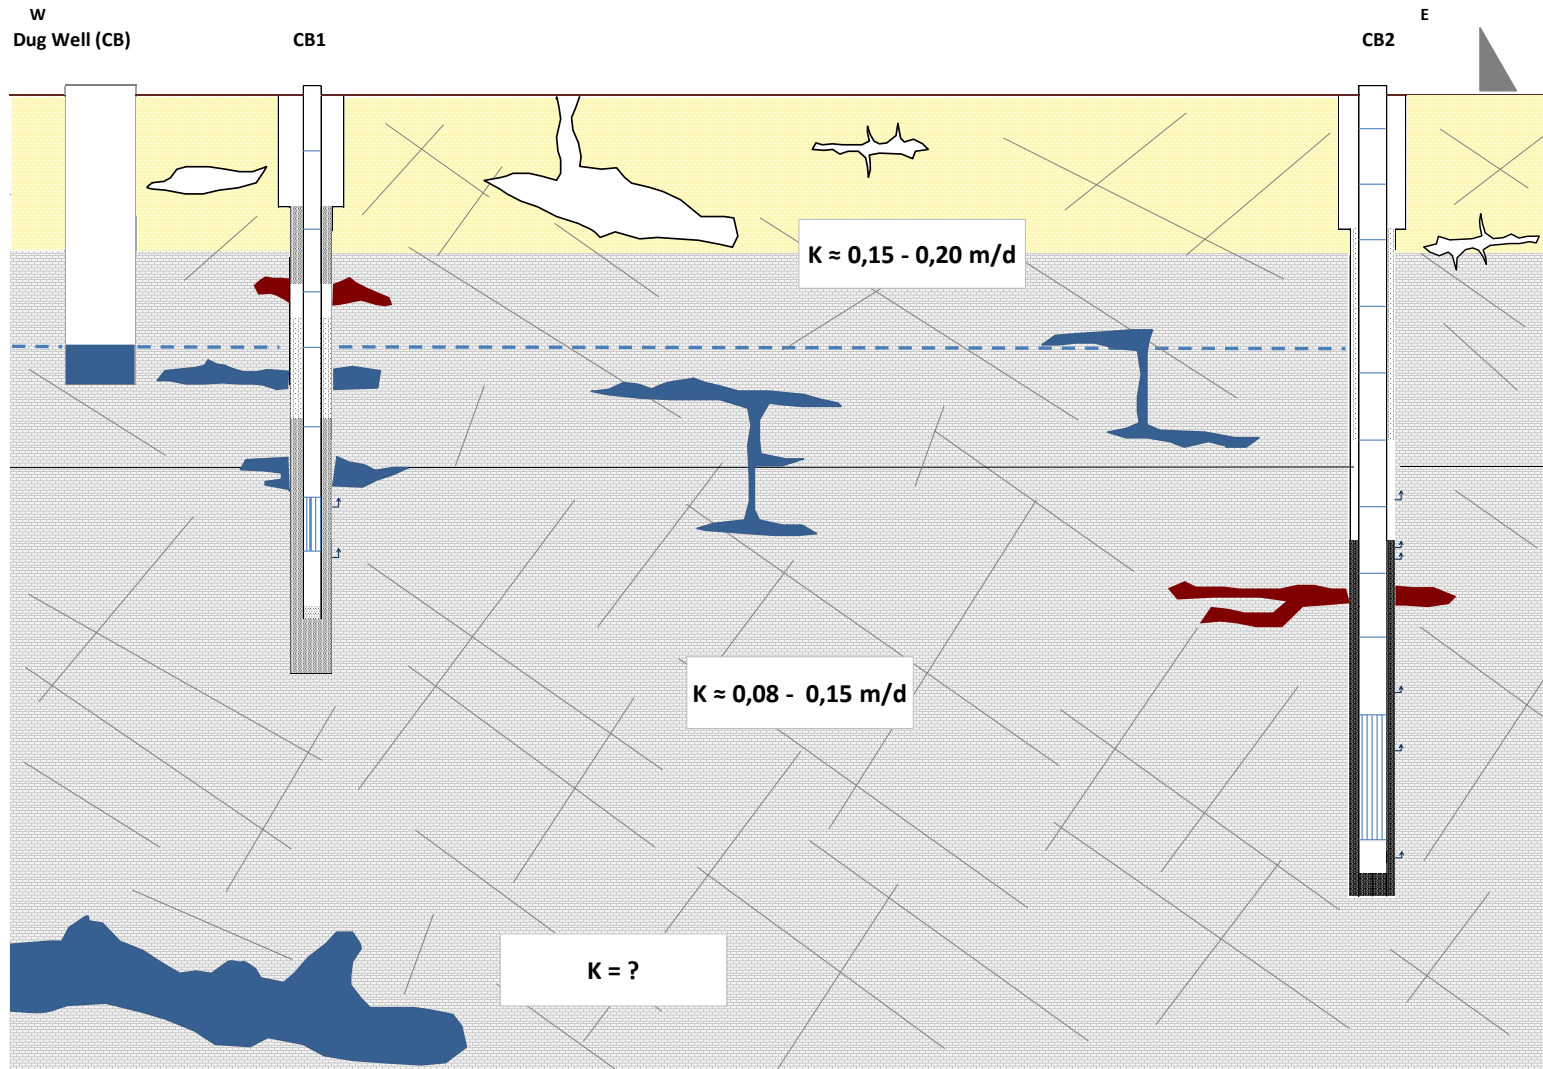 W
E
Dug Well (CB)
CB1
CB2
K ≈ 0,15 - 0,20 m/d
K ≈ 0,08 -  0,15 m/d
K = ?